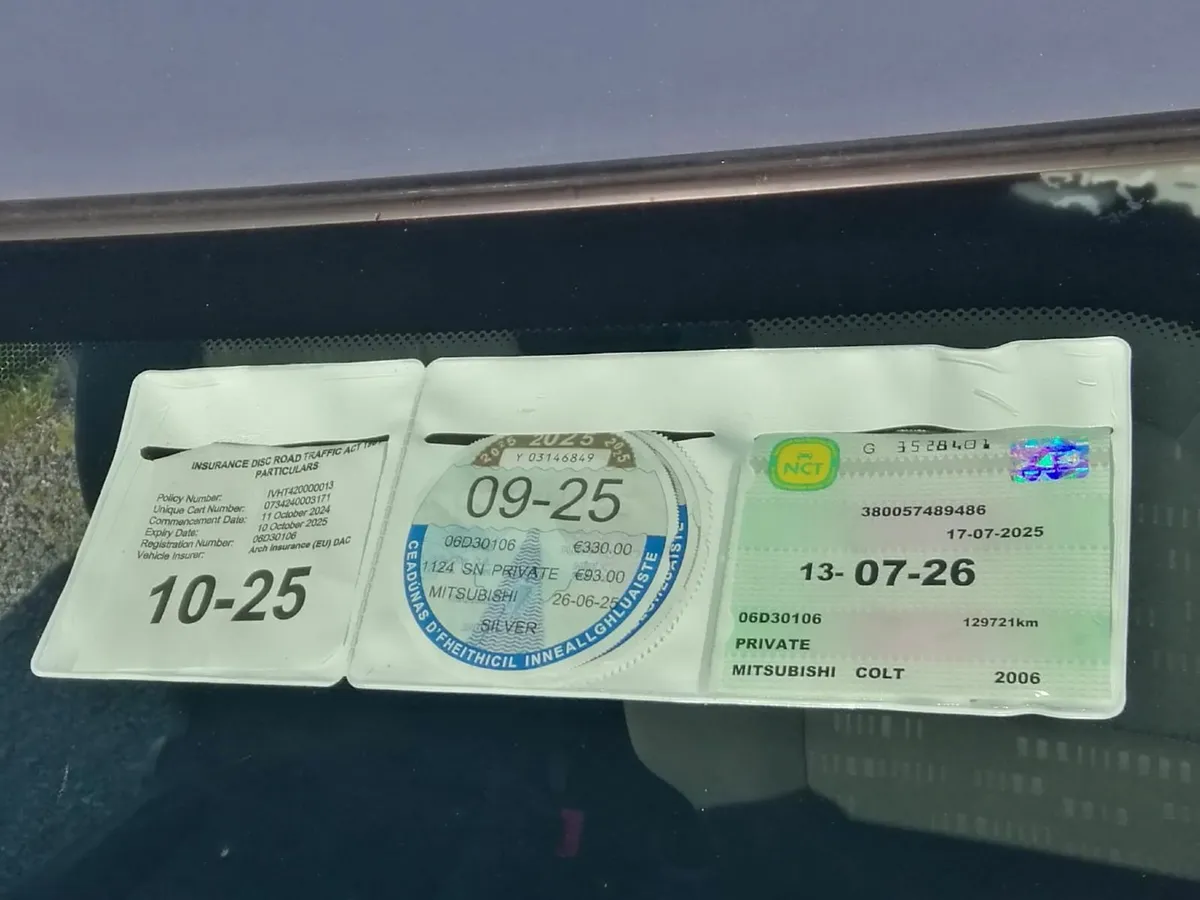 INSURANCE DISC ROAD TRAFFIC ACT
PARTICULARS
Policy Number: IVHT420000013
Unique Cert Number: 0734240003171
Commencement Date: 11 October 2024
Expiry Date: 10 October 2025
Registration Number: 06D30106
Vehicle Insurer: Arch Insurance (EU) DAC
10-25
2025 2025 2025
Y 03146849
09-25
06D30106 €330.00
1124 SN PRIVATE €93.00
MITSUBISHI 26-06-25
SILVER
CEADÚNAS D'FHEITHICIL INNEALLGHLUAISTE
NCT
G 3528401
380057489486
17-07-2025
13-07-26
06D30106 129721km
PRIVATE
MITSUBISHI COLT 2006